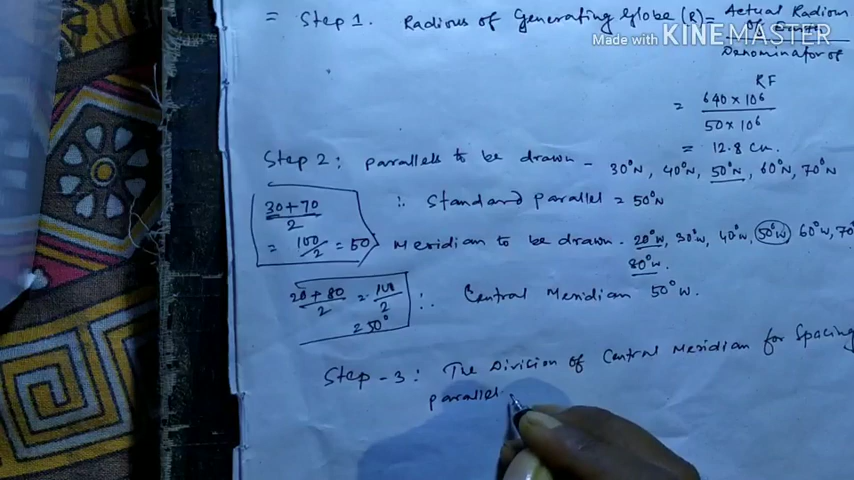 = Step 1. Radious of Generating Globe (R) = Actual Radious
Made with KINEMASTER
Denominator of
RF
= 640 x 10⁶
50 x 10⁶
= 12.8 cm.
Step 2: parallels to be drawn - 30°N, 40°N, 50°N, 60°N, 70°N
30+70
2
= 100/2 = 50
∴ Standard parallel = 50°N
Meridian to be drawn. 20°W, 30°W, 40°W, 50°W 60°W, 70°
80°W.
20+80
2
= 100
2
= 50°
∴ Central Meridian 50°W.
Step - 3: The Division of Central Meridian for Spacing
parallel